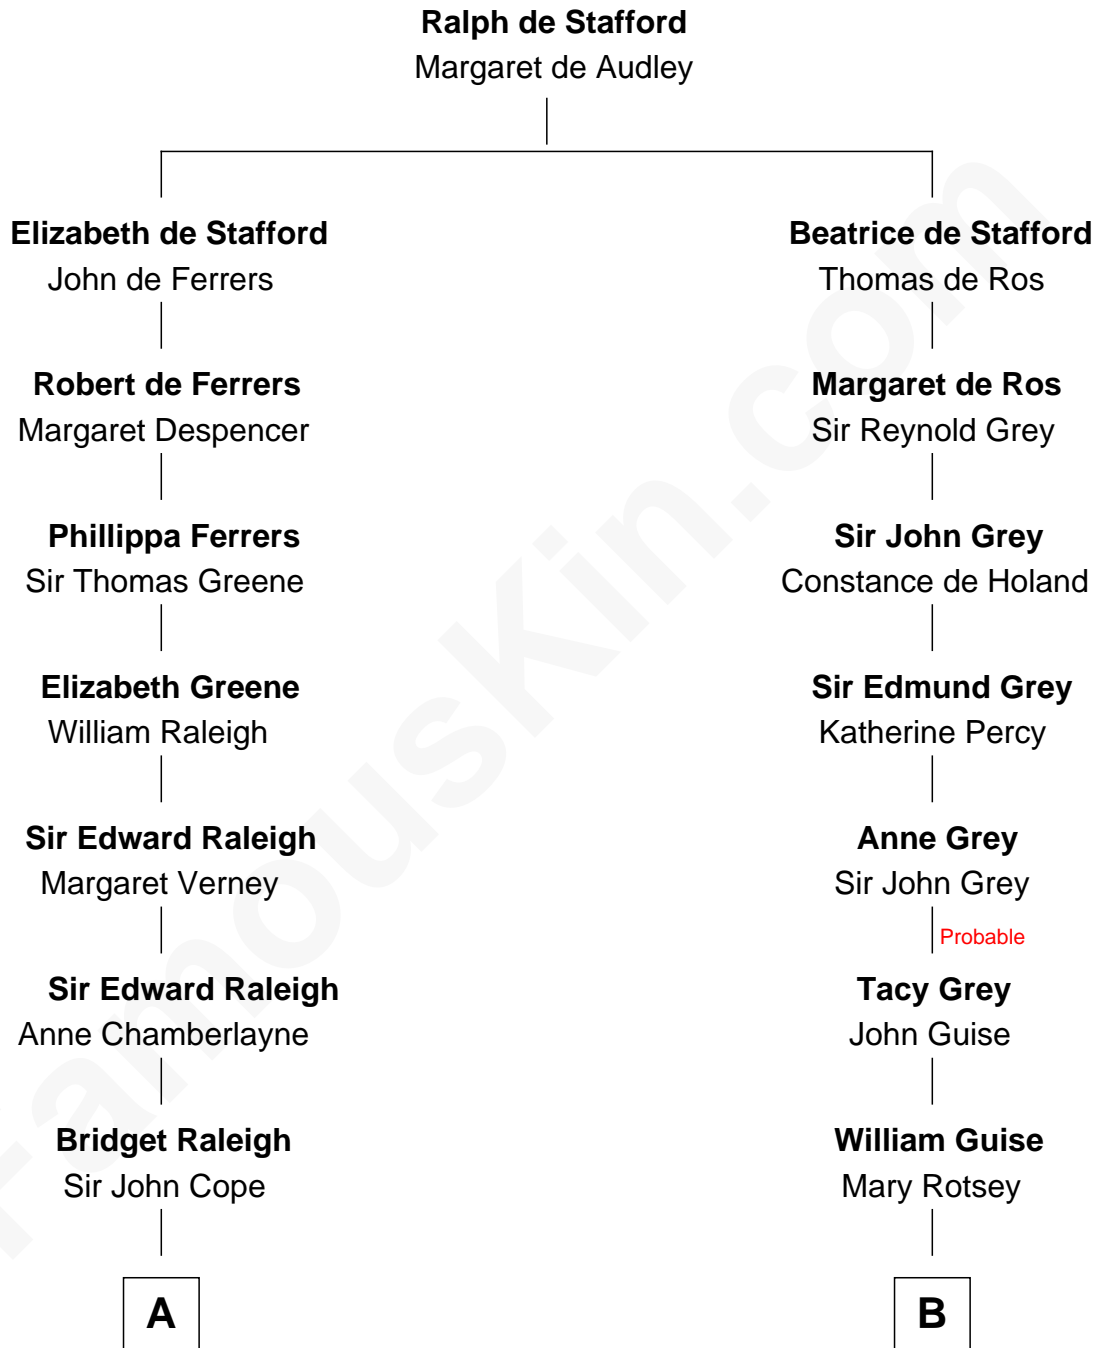 Ralph de Stafford
Margaret de Audley
Elizabeth de Stafford
John de Ferrers
Beatrice de Stafford
Thomas de Ros
Robert de Ferrers
Margaret Despencer
Margaret de Ros
Sir Reynold Grey
Phillippa Ferrers
Sir Thomas Greene
Sir John Grey
Constance de Holand
Elizabeth Greene
William Raleigh
Sir Edmund Grey
Katherine Percy
Sir Edward Raleigh
Margaret Verney
Anne Grey
Sir John Grey
Probable
Sir Edward Raleigh
Anne Chamberlayne
Tacy Grey
John Guise
Bridget Raleigh
Sir John Cope
William Guise
Mary Rotsey
A
B
FamousKin.com